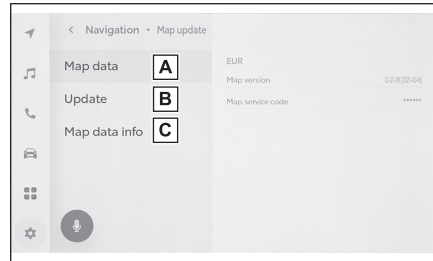 Navigation • Map update
Map data A
Update B
Map data info C
EUR
Map version
Map service code ******